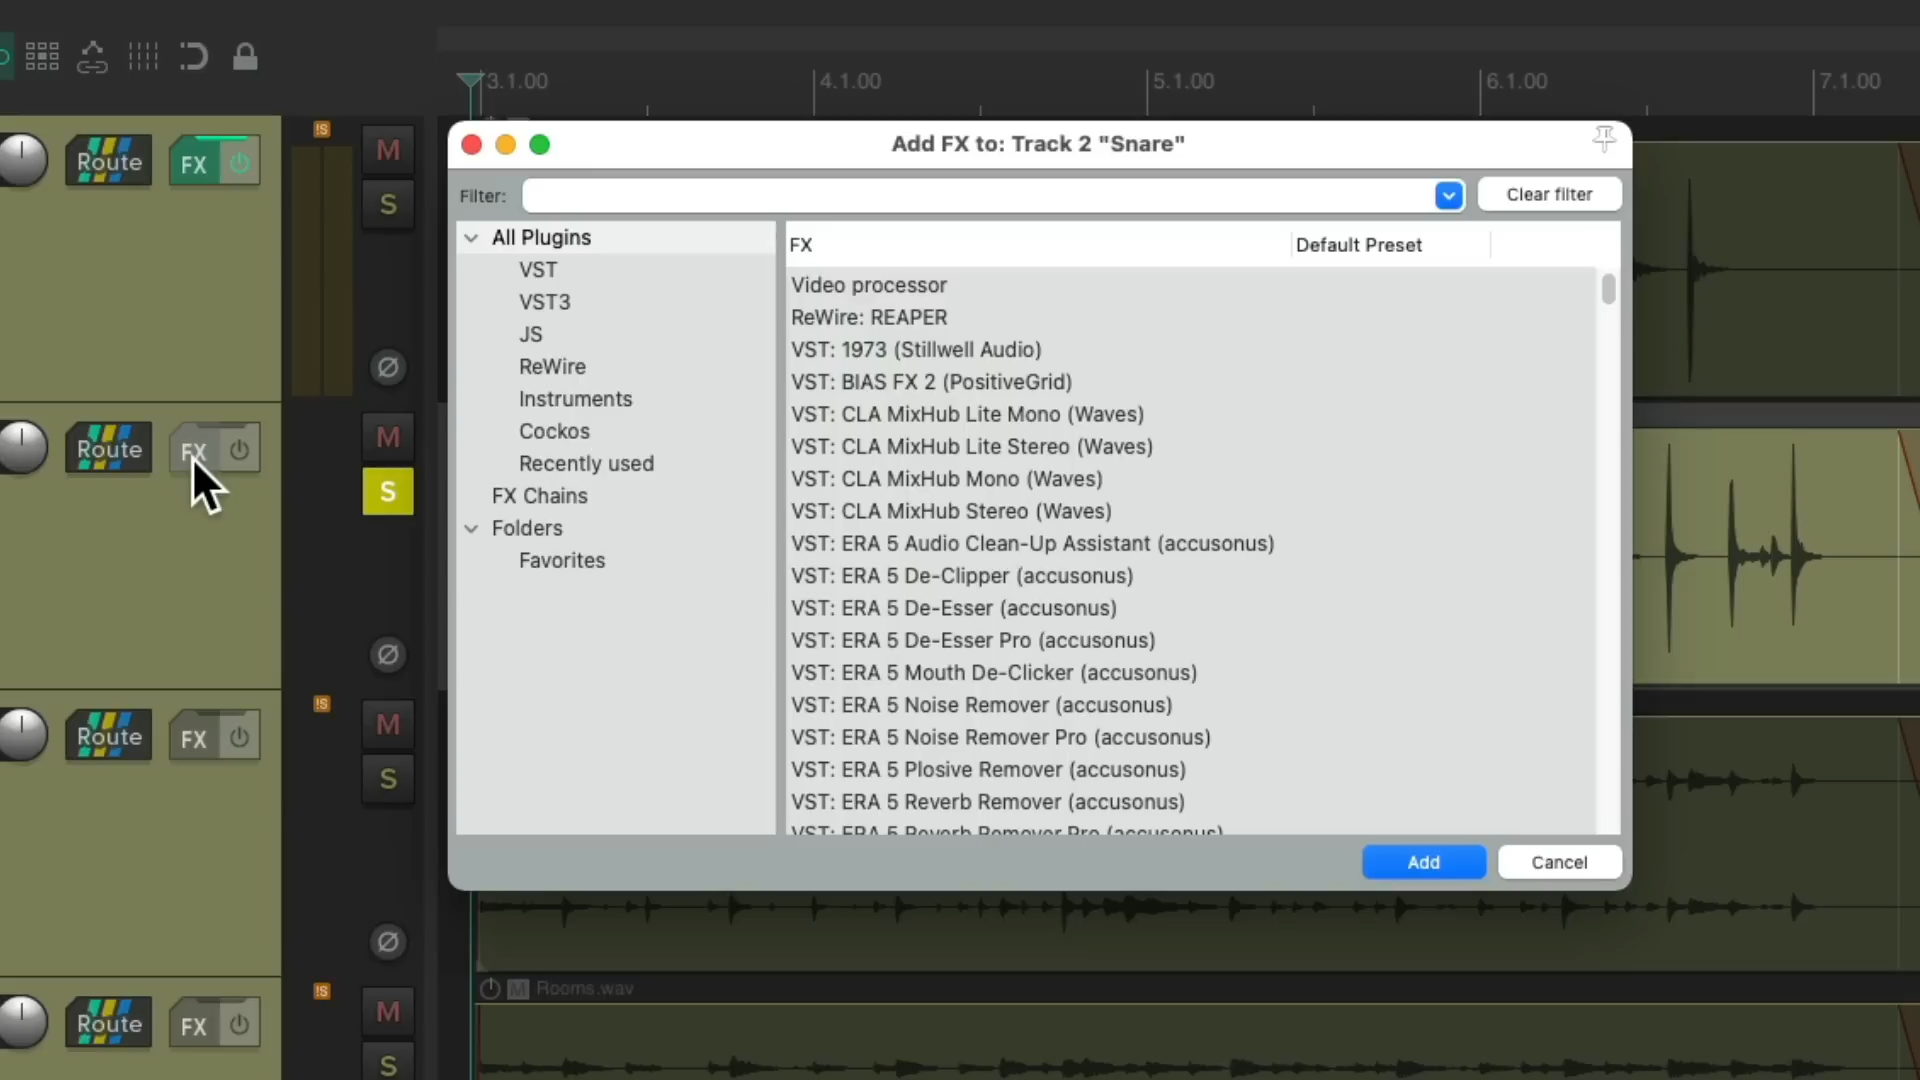 3.1.00 4.1.00 5.1.00 6.1.00 7.1.00
Add FX to: Track 2 "Snare"
Filter: Clear filter
All Plugins
VST
VST3
JS
ReWire
Instruments
Cockos
Recently used
FX Chains
Folders
Favorites
FX Default Preset
Video processor
ReWire: REAPER
VST: 1973 (Stillwell Audio)
VST: BIAS FX 2 (PositiveGrid)
VST: CLA MixHub Lite Mono (Waves)
VST: CLA MixHub Lite Stereo (Waves)
VST: CLA MixHub Mono (Waves)
VST: CLA MixHub Stereo (Waves)
VST: ERA 5 Audio Clean-Up Assistant (accusonus)
VST: ERA 5 De-Clipper (accusonus)
VST: ERA 5 De-Esser (accusonus)
VST: ERA 5 De-Esser Pro (accusonus)
VST: ERA 5 Mouth De-Clicker (accusonus)
VST: ERA 5 Noise Remover (accusonus)
VST: ERA 5 Noise Remover Pro (accusonus)
VST: ERA 5 Plosive Remover (accusonus)
VST: ERA 5 Reverb Remover (accusonus)
VST: ERA 5 Reverb Remover Pro (accusonus)
Add Cancel
Route FX !S M
S
Ø
Route FX M
S
Ø
Route FX !S M
S
Ø
M Rooms.wav
Route FX !S M
S